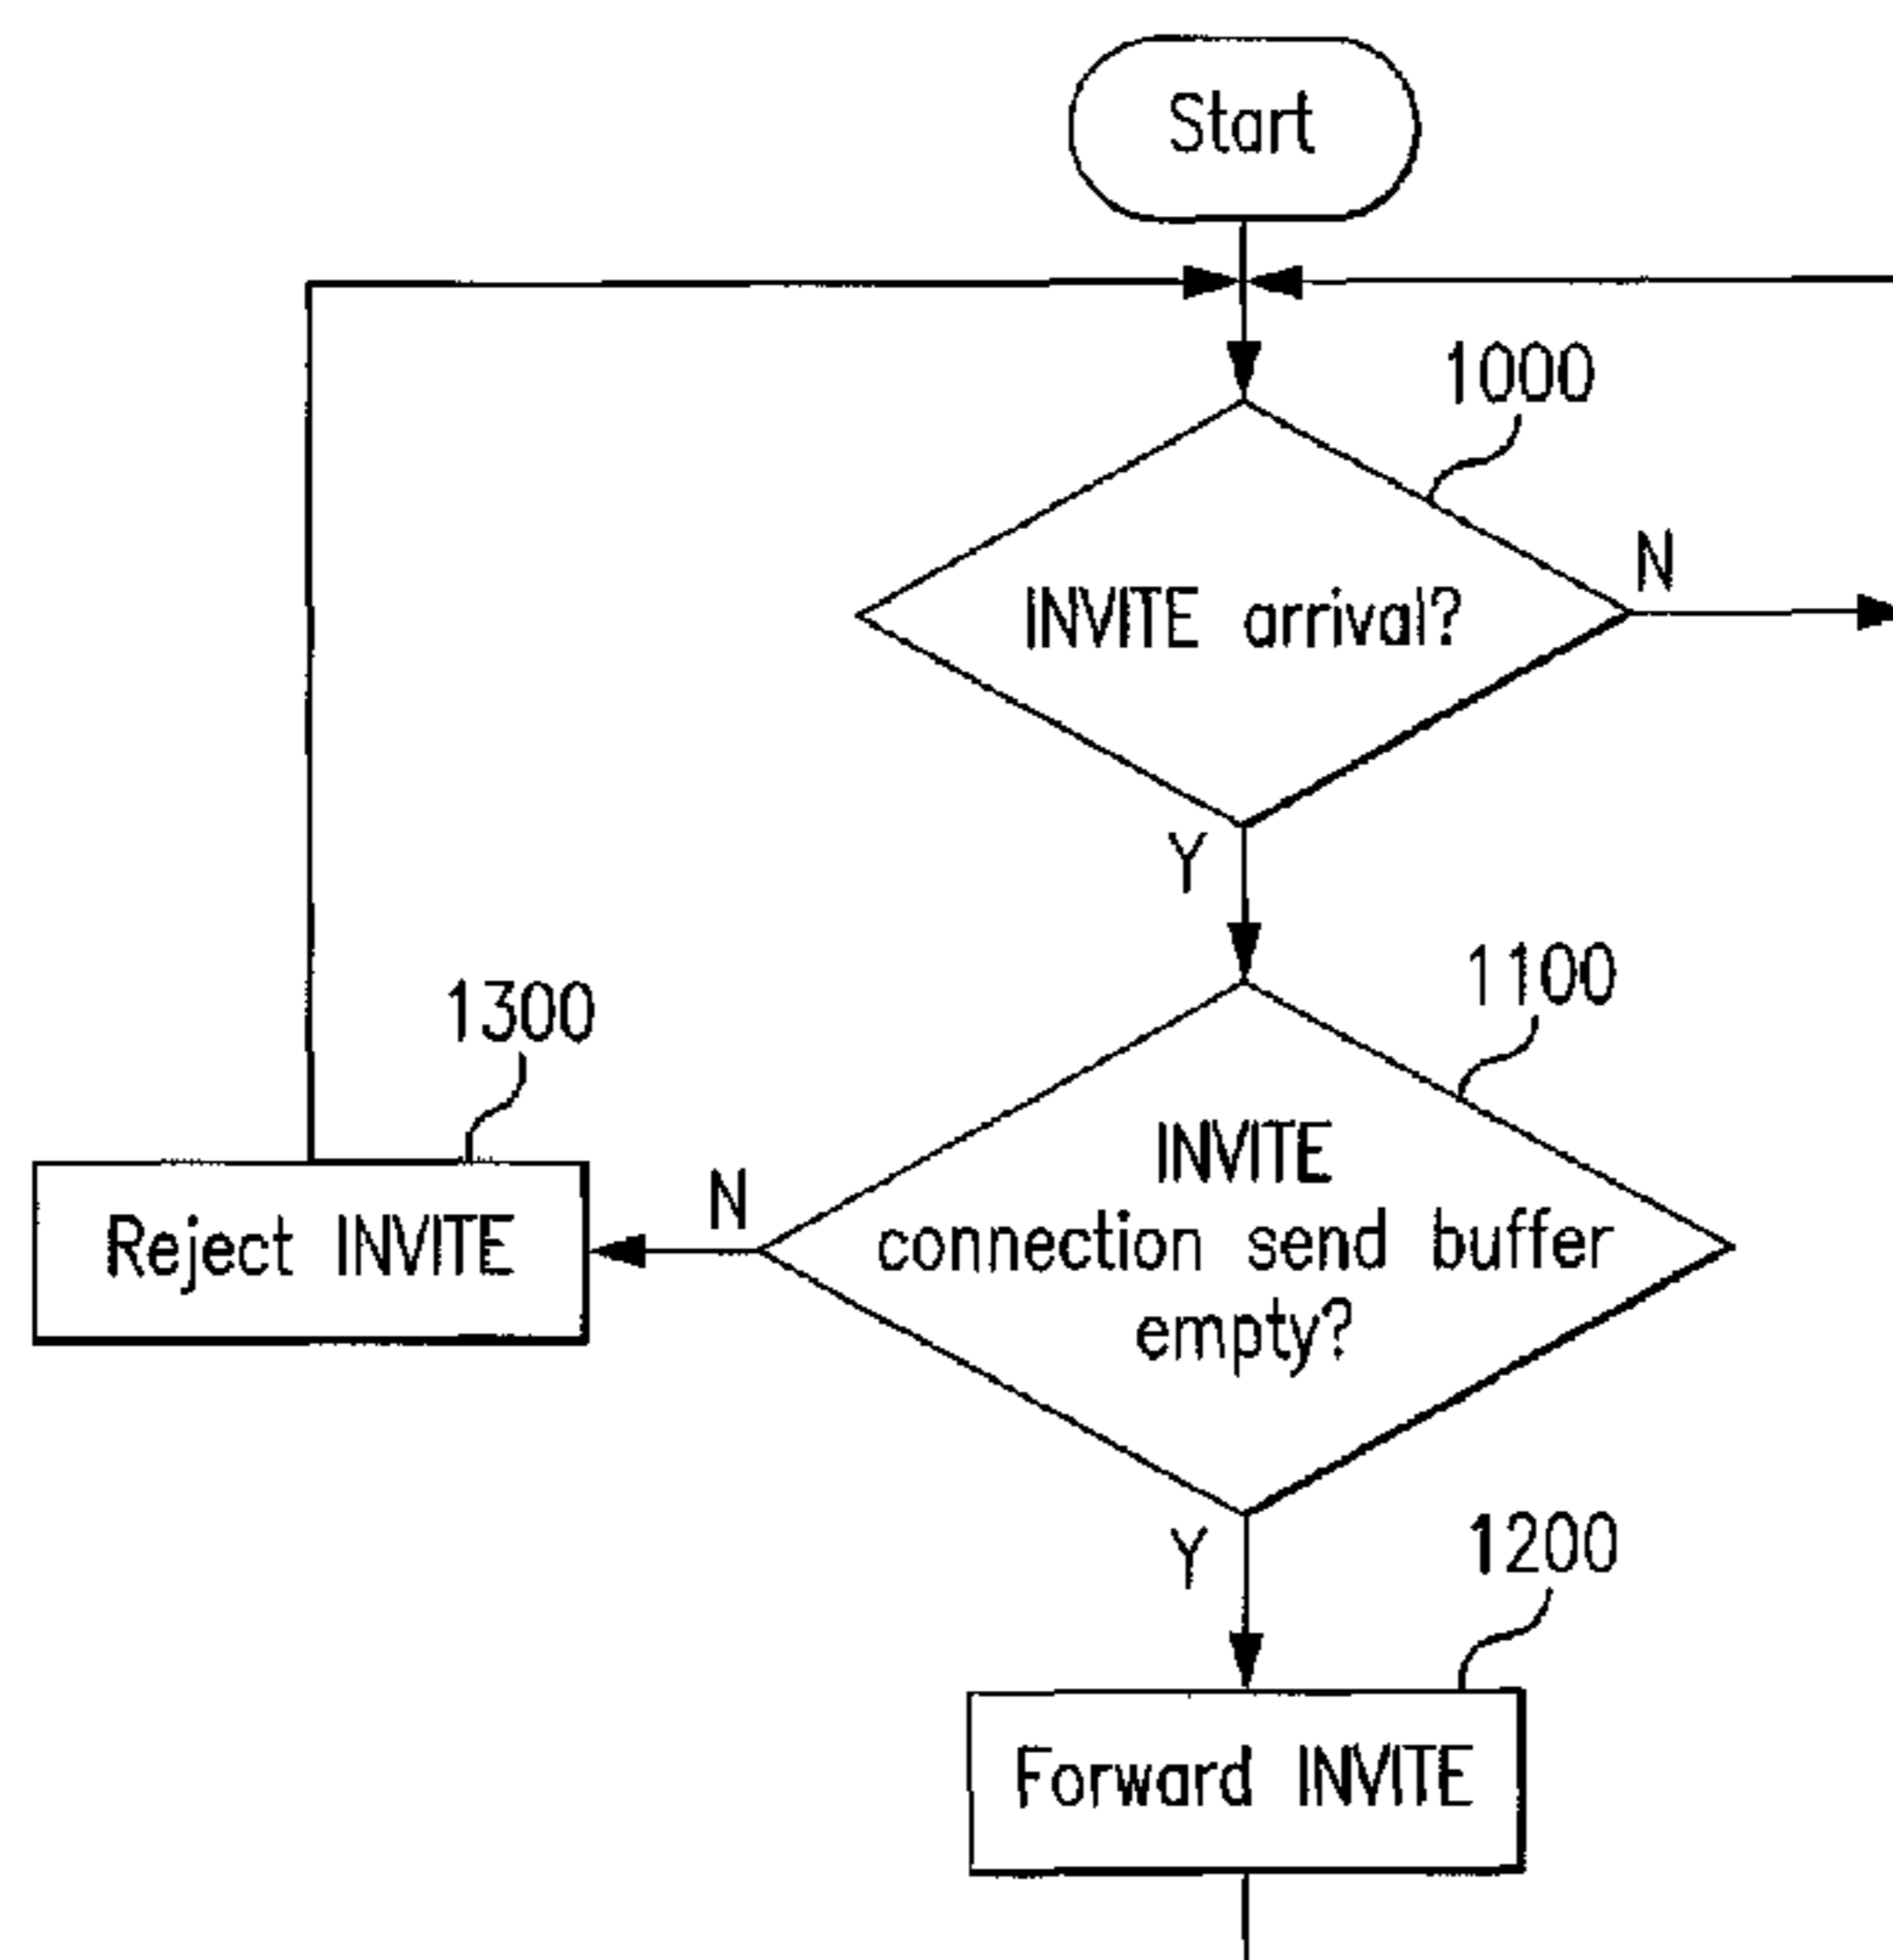 Start
1000
INVITE arrival?
N
Y
1100
1300
INVITE
connection send buffer
empty?
N
Reject INVITE
Y
1200
Forward INVITE